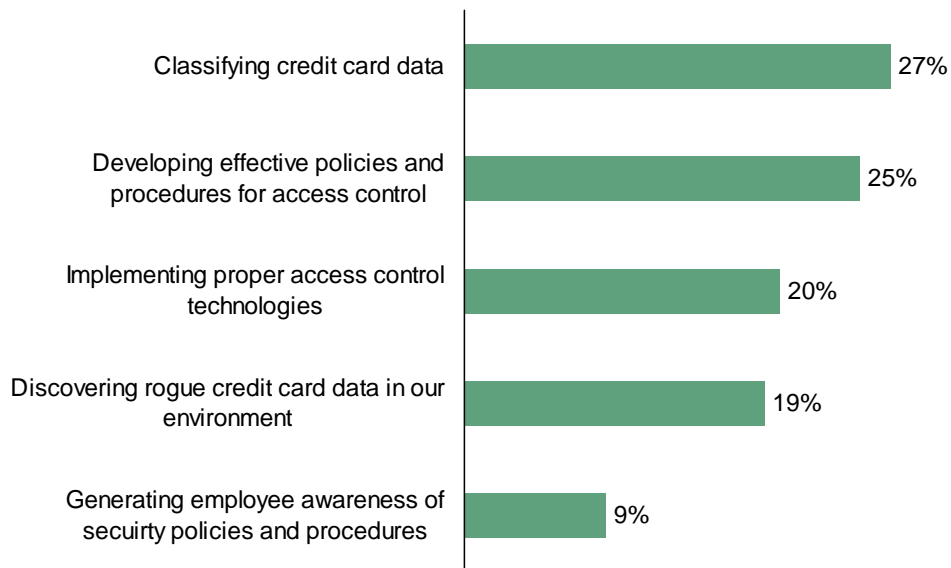 Classifying credit card data
27%
Developing effective policies and
procedures for access control
25%
Implementing proper access control
technologies
20%
Discovering rogue credit card data in our
environment
19%
Generating employee awareness of
secuirty policies and procedures
9%